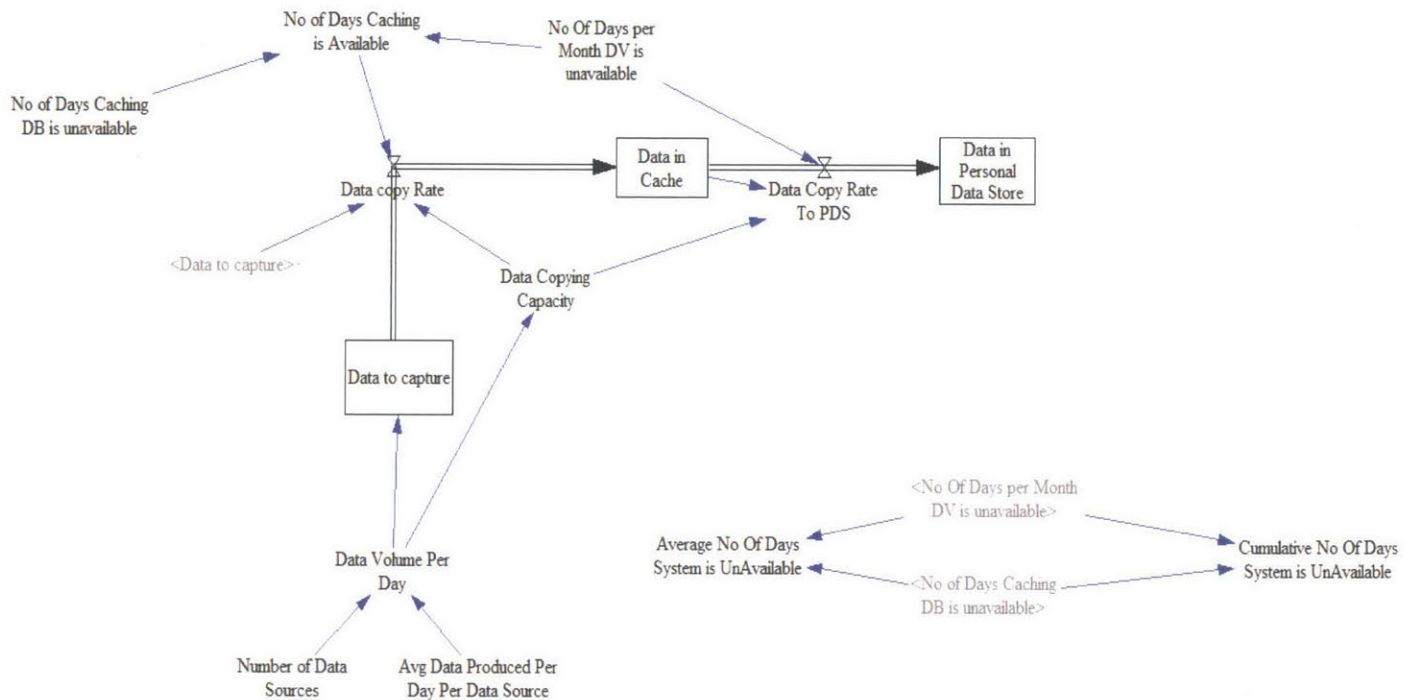 No of Days Caching
is Available
No Of Days per
Month DV is
unavailable
No of Days Caching
DB is unavailable
Data in
Cache
Data in
Personal
Data Store
Data copy Rate
Data Copy Rate
To PDS
<Data to capture>
Data Copying
Capacity
Data to capture
<No Of Days per Month
DV is unavailable>
Average No Of Days
System is UnAvailable
Cumulative No Of Days
System is UnAvailable
<No of Days Caching
DB is unavailable>
Data Volume Per
Day
Number of Data
Sources
Avg Data Produced Per
Day Per Data Source